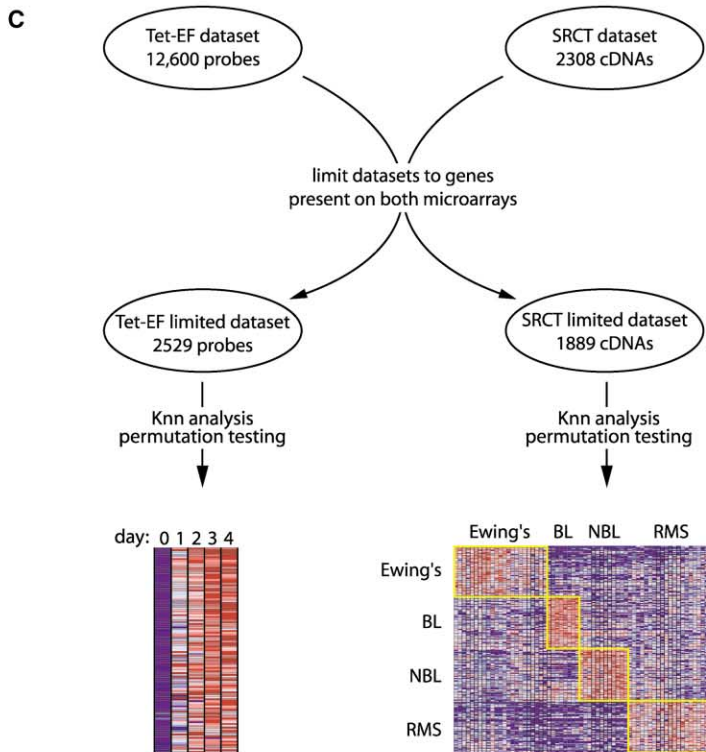 C
Tet-EF dataset
12,600 probes
SRCT dataset
2308 cDNAs
limit datasets to genes
present on both microarrays
Tet-EF limited dataset
2529 probes
SRCT limited dataset
1889 cDNAs
Knn analysis
permutation testing
Knn analysis
permutation testing
day: 0 1 2 3 4
Ewing's BL NBL RMS
Ewing's
BL
NBL
RMS